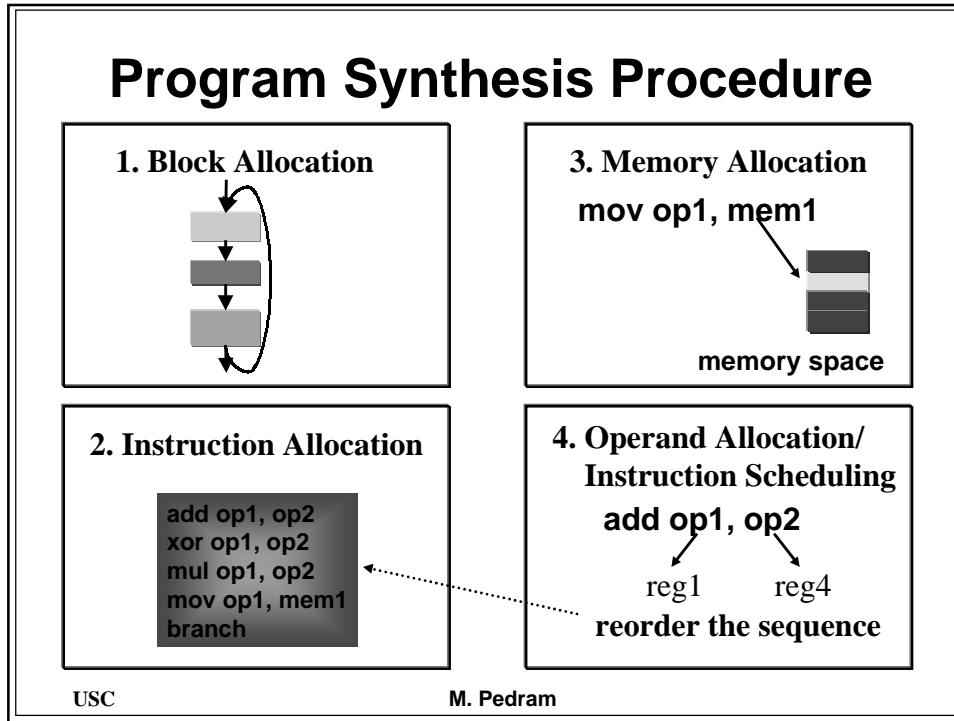 Program Synthesis Procedure
1. Block Allocation
2. Instruction Allocation
add op1, op2
xor op1, op2
mul op1, op2
mov op1, mem1
branch
3. Memory Allocation
mov op1, mem1
memory space
4. Operand Allocation/
Instruction Scheduling
add op1, op2
reg1 reg4
reorder the sequence
USC M. Pedram